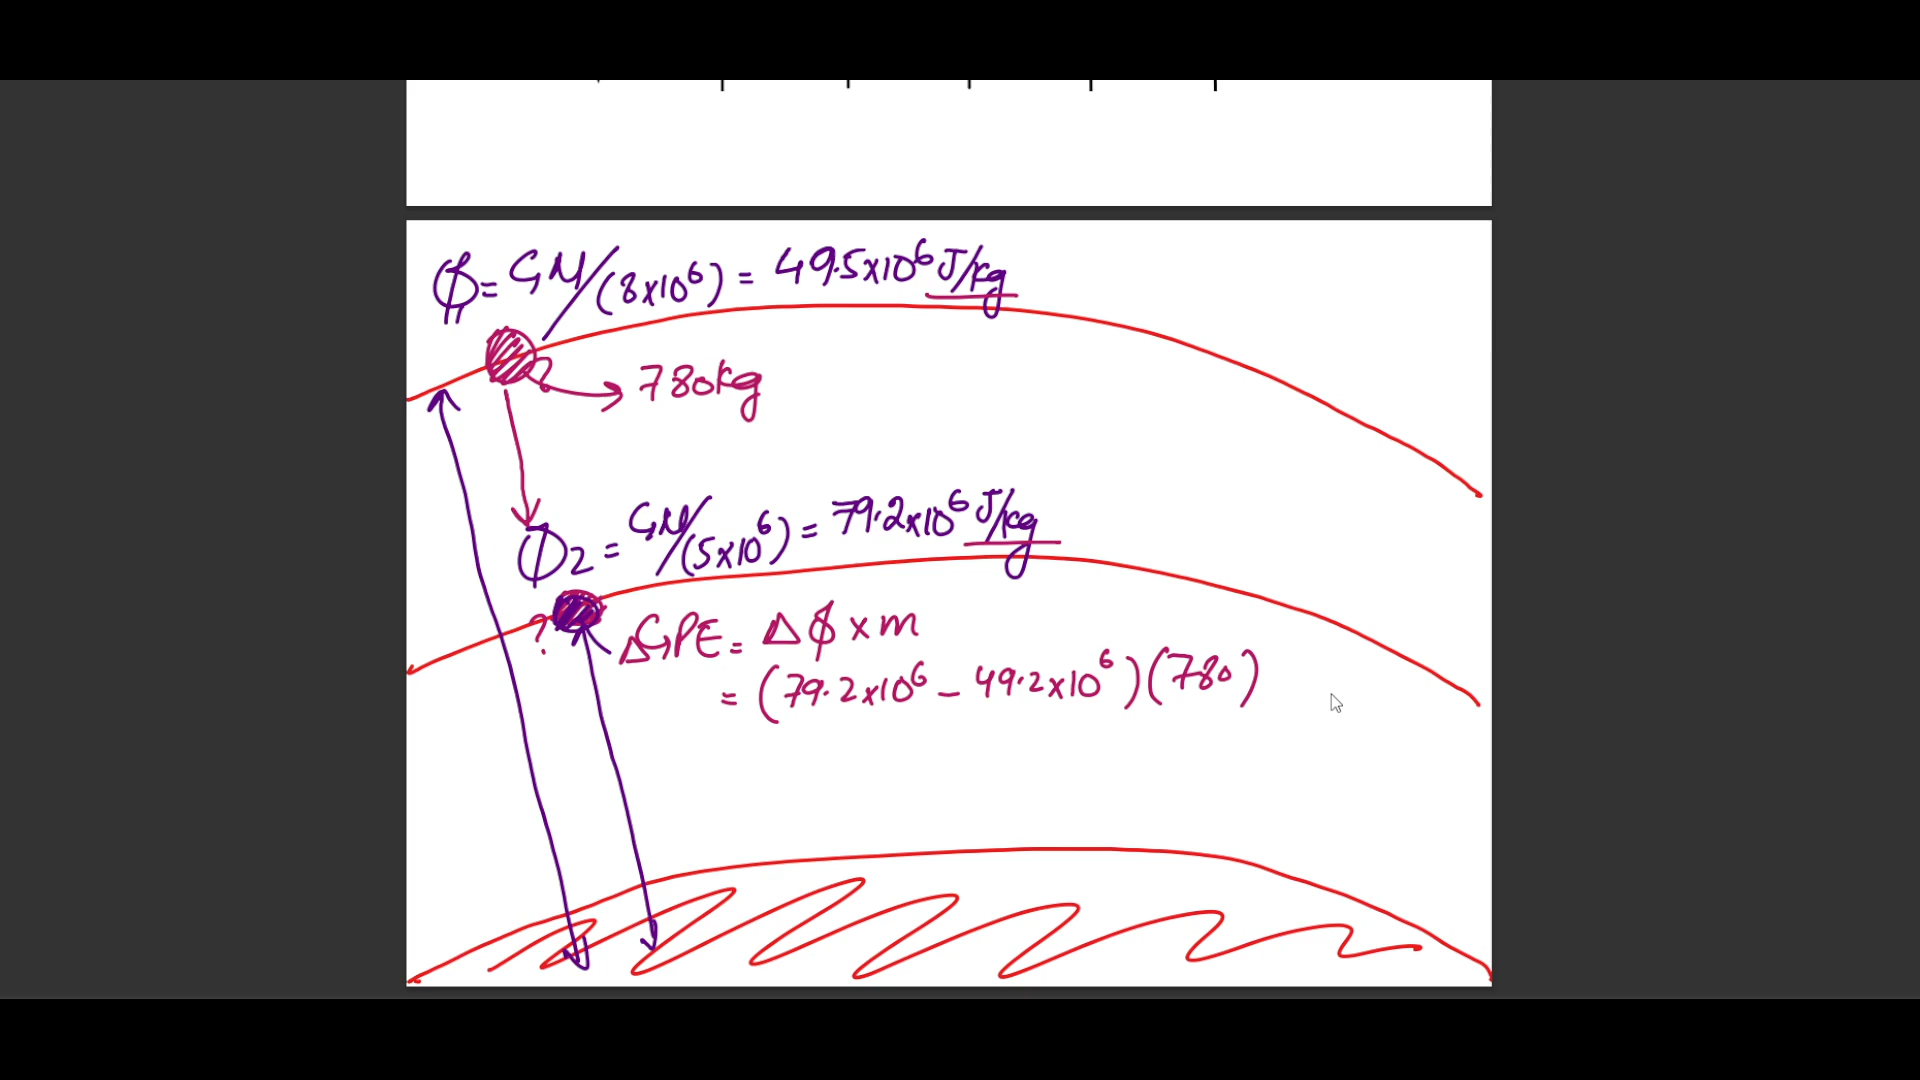 ϕ = GM/(8x10⁶) = 49.5x10⁶ J/kg
780kg
ϕ₂ = GM/(5x10⁶) = 79.2x10⁶ J/kg
?
ΔGPE = Δϕ x m
= (79.2x10⁶ - 49.2x10⁶)(780)